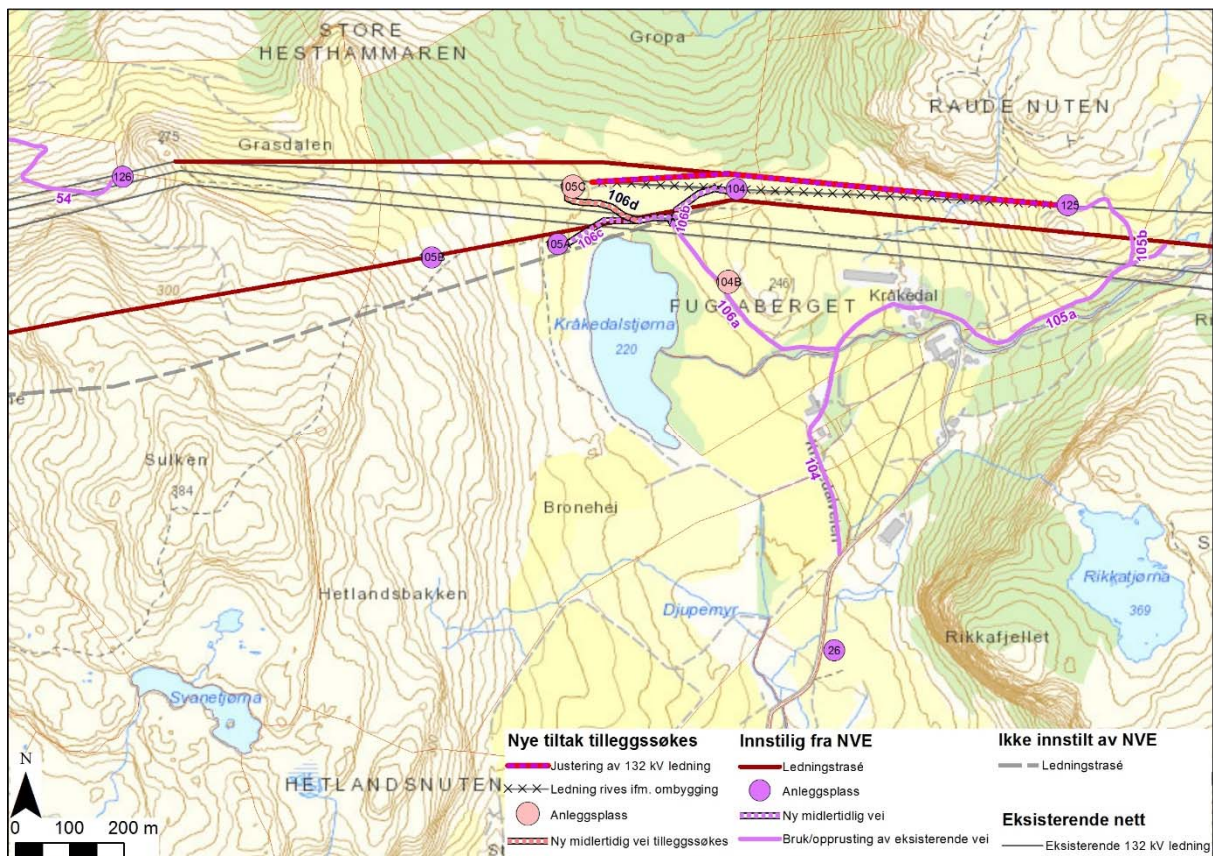 STORE
HESTHAMMAREN
Gropa
RAUDE NUTEN
275
Grasdalen
126
54
105C
106d
104
125
106b
105A
106c
105B
105b
300
104B
246
FUGLABERGET
Kråkedal
106a
105a
Kråkedalstjørna
220
Sulken
384
104
Bronehei
Hetlandsbakken
Djupemyr
Rikkatjørna
369
Rikkafjellet
26
Svanetjørna
HETLANDSNUTEN
N
0 100 200 m
Nye tiltak tilleggssøkes
Justering av 132 kV ledning
Ledning rives ifm. ombygging
Anleggsplass
Ny midlertidig vei tilleggssøkes
Innstilig fra NVE
Ledningstrasé
Anleggsplass
Ny midlertidlig vei
Bruk/opprusting av eksisterende vei
Ikke innstilt av NVE
Ledningstrasé
Eksisterende nett
Eksisterende 132 kV ledning